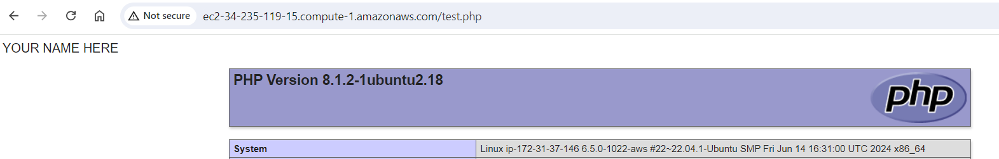 Not secure ec2-34-235-119-15.compute-1.amazonaws.com/test.php
YOUR NAME HERE
PHP Version 8.1.2-1ubuntu2.18
php
System Linux ip-172-31-37-146 6.5.0-1022-aws #22~22.04.1-Ubuntu SMP Fri Jun 14 16:31:00 UTC 2024 x86_64